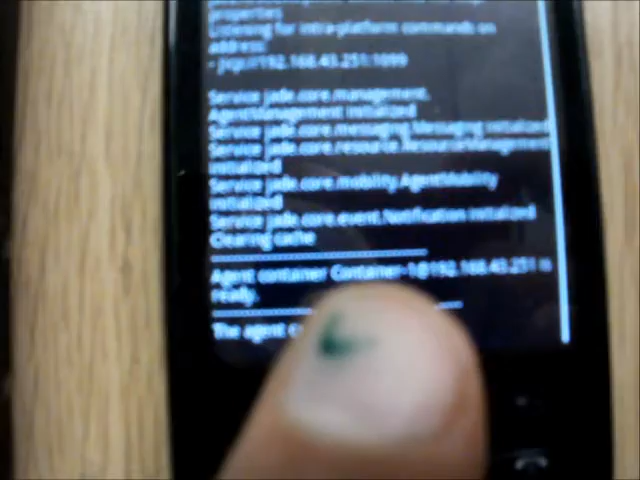 properties
Listening for intra-platform commands on
address:
- jicp://192.168.43.251:1099
Service jade.core.management.
AgentManagement initialized
Service jade.core.messaging.Messaging initialized
Service jade.core.resource.ResourceManagement
initialized
Service jade.core.mobility.AgentMobility
initialized
Service jade.core.event.Notification initialized
Clearing cache
Agent container Container-1@192.168.43.251 is
ready.
The agent